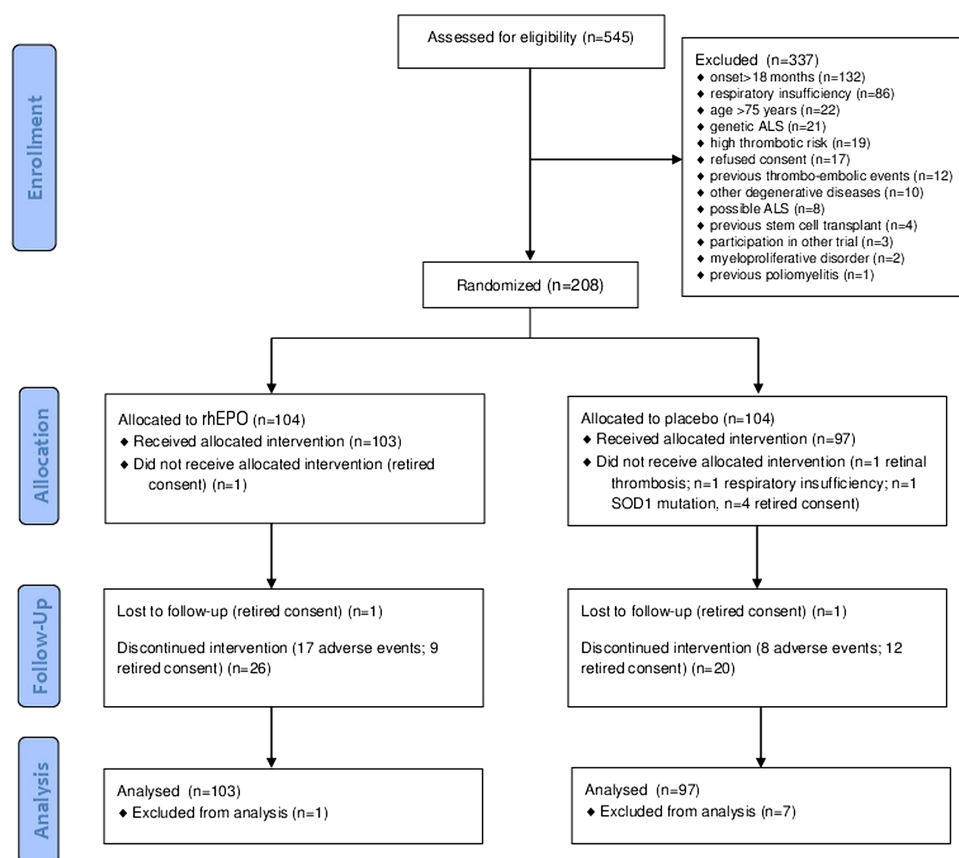 Enrollment
Assessed for eligibility (n=545)
Excluded (n=337)
◆ onset>18 months (n=132)
◆ respiratory insufficiency (n=86)
◆ age >75 years (n=22)
◆ genetic ALS (n=21)
◆ high thrombotic risk (n=19)
◆ refused consent (n=17)
◆ previous thrombo-embolic events (n=12)
◆ other degenerative diseases (n=10)
◆ possible ALS (n=8)
◆ previous stem cell transplant (n=4)
◆ participation in other trial (n=3)
◆ myeloproliferative disorder (n=2)
◆ previous poliomyelitis (n=1)
Randomized (n=208)
Allocation
Allocated to rhEPO (n=104)
◆ Received allocated intervention (n=103)
◆ Did not receive allocated intervention (retired
consent) (n=1)
Allocated to placebo (n=104)
◆ Received allocated intervention (n=97)
◆ Did not receive allocated intervention (n=1 retinal
thrombosis; n=1 respiratory insufficiency; n=1
SOD1 mutation, n=4 retired consent)
Follow-Up
Lost to follow-up (retired consent) (n=1)
Discontinued intervention (17 adverse events; 9
retired consent) (n=26)
Lost to follow-up (retired consent) (n=1)
Discontinued intervention (8 adverse events; 12
retired consent) (n=20)
Analysis
Analysed (n=103)
◆ Excluded from analysis (n=1)
Analysed (n=97)
◆ Excluded from analysis (n=7)